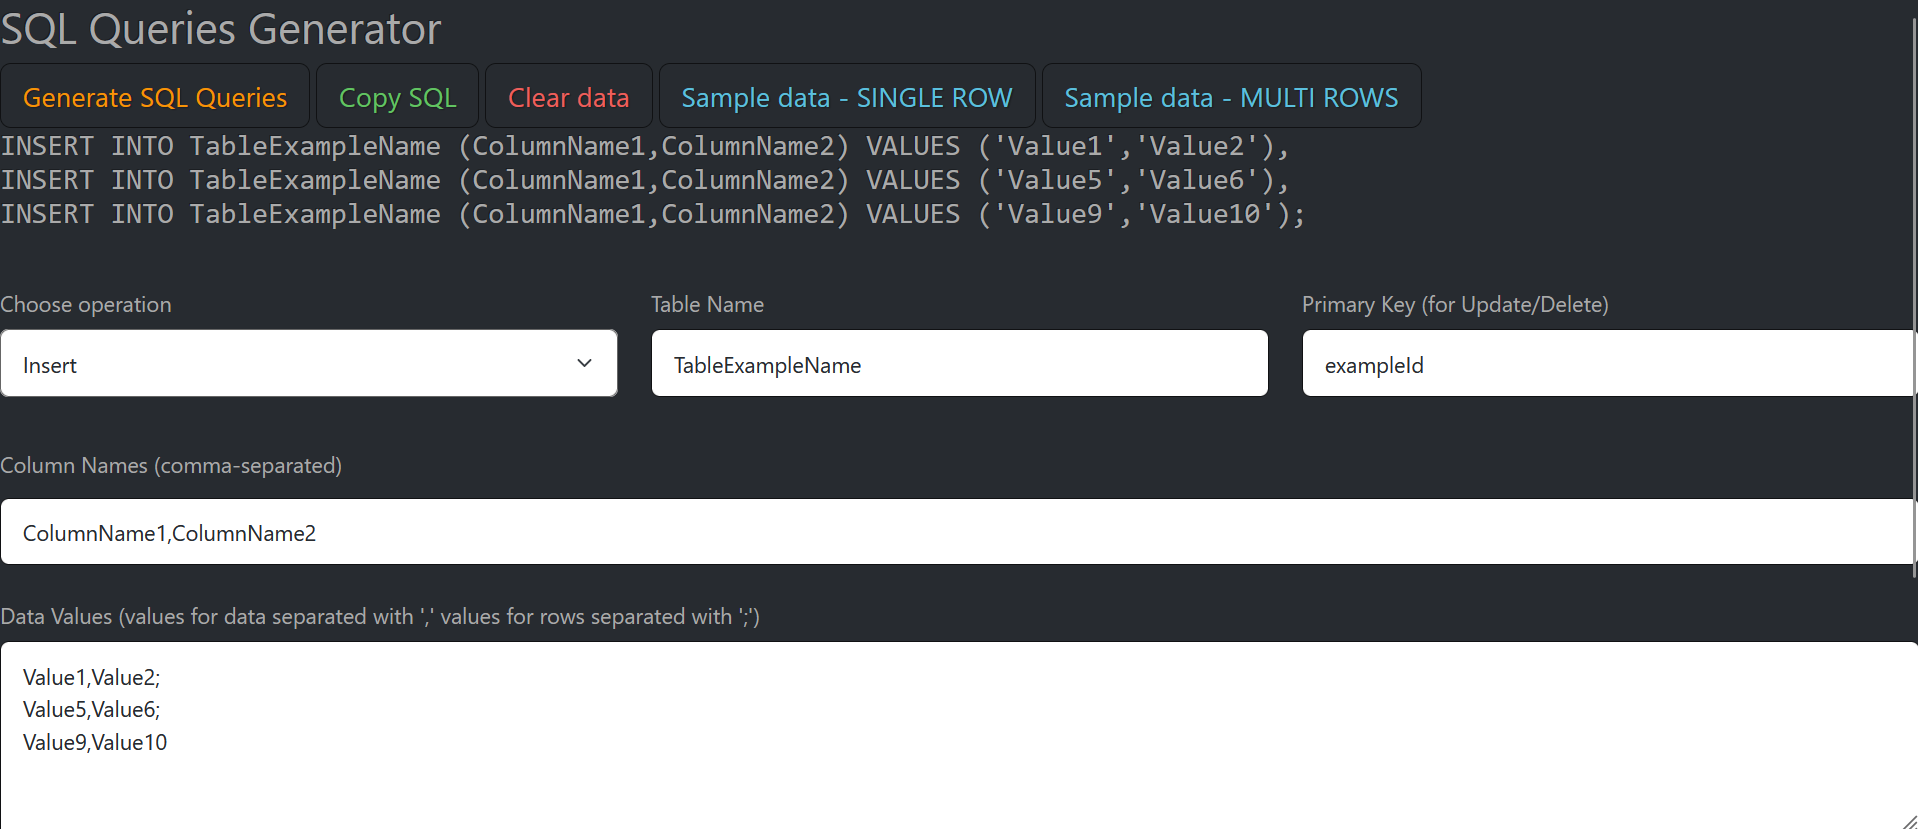 SQL Queries Generator
Generate SQL Queries Copy SQL Clear data Sample data - SINGLE ROW Sample data - MULTI ROWS
INSERT INTO TableExampleName (ColumnName1,ColumnName2) VALUES ('Value1','Value2'),
INSERT INTO TableExampleName (ColumnName1,ColumnName2) VALUES ('Value5','Value6'),
INSERT INTO TableExampleName (ColumnName1,ColumnName2) VALUES ('Value9','Value10');
Choose operation Table Name Primary Key (for Update/Delete)
Insert TableExampleName exampleId
Column Names (comma-separated)
ColumnName1,ColumnName2
Data Values (values for data separated with ',' values for rows separated with ';')
Value1,Value2;
Value5,Value6;
Value9,Value10